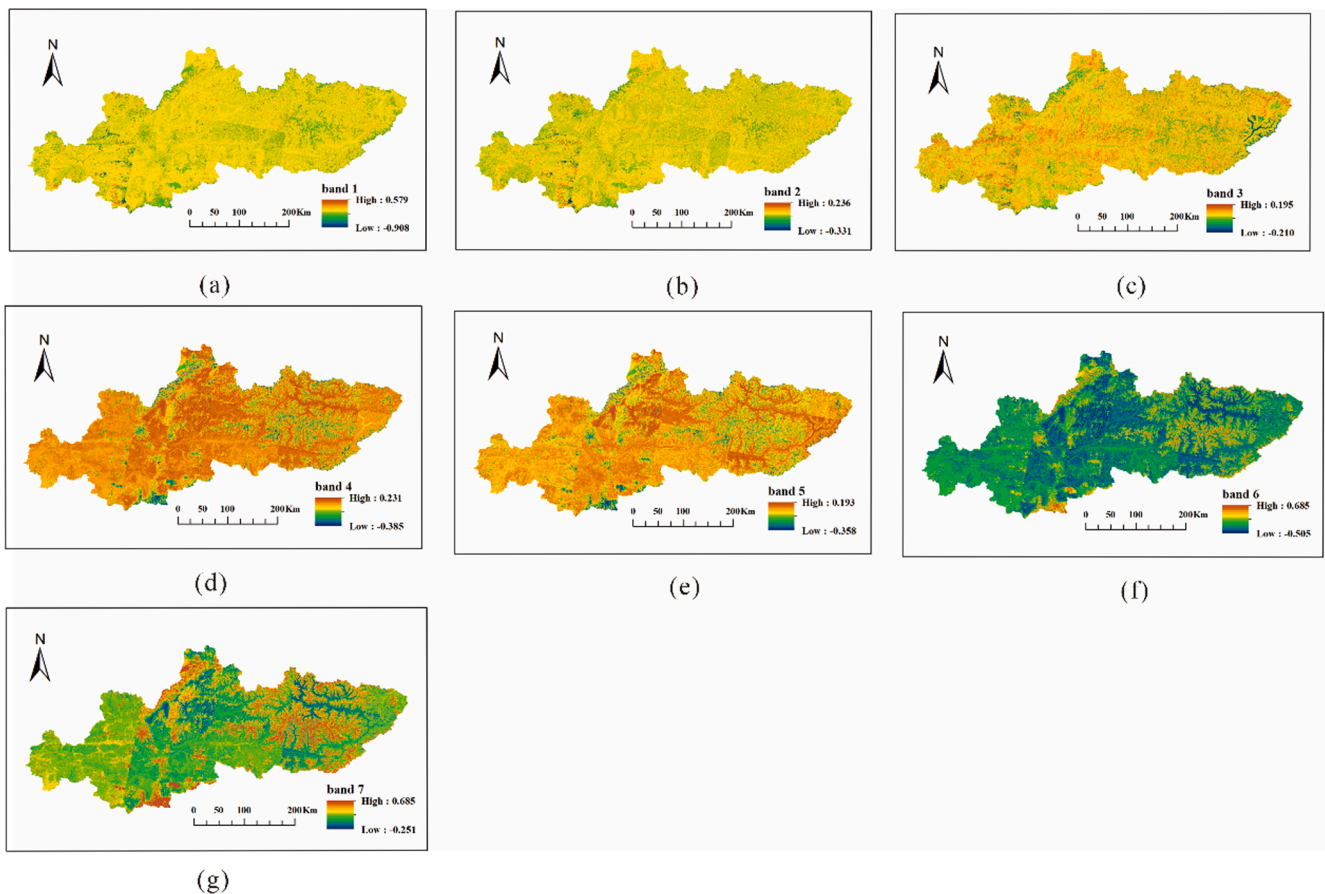 N
band 1
High : 0.579
Low : -0.908
0 50 100 200Km
(a)
N
band 2
High : 0.236
Low : -0.331
0 50 100 200Km
(b)
N
band 3
High : 0.195
Low : -0.210
0 50 100 200Km
(c)
N
band 4
High : 0.231
Low : -0.385
0 50 100 200Km
(d)
N
band 5
High : 0.193
Low : -0.358
0 50 100 200Km
(e)
N
band 6
High : 0.685
Low : -0.505
0 50 100 200Km
(f)
N
band 7
High : 0.685
Low : -0.251
0 50 100 200Km
(g)